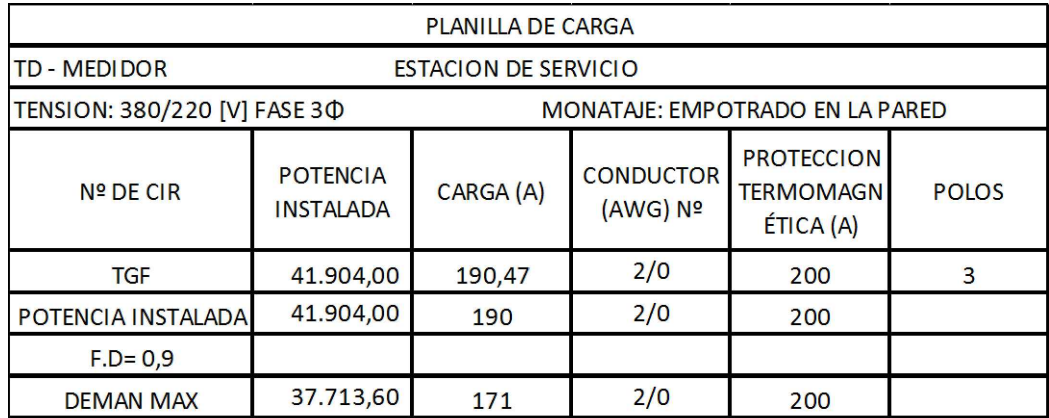 PLANILLA DE CARGA
TD - MEDIDOR ESTACION DE SERVICIO
TENSION: 380/220 [V] FASE 3Φ MONATAJE: EMPOTRADO EN LA PARED
Nº DE CIR
POTENCIA
INSTALADA
CARGA (A)
CONDUCTOR
(AWG) Nº
PROTECCION
TERMOMAGN
ÉTICA (A)
POLOS
TGF 41.904,00 190,47 2/0 200 3
POTENCIA INSTALADA 41.904,00 190 2/0 200
F.D= 0,9
DEMAN MAX 37.713,60 171 2/0 200